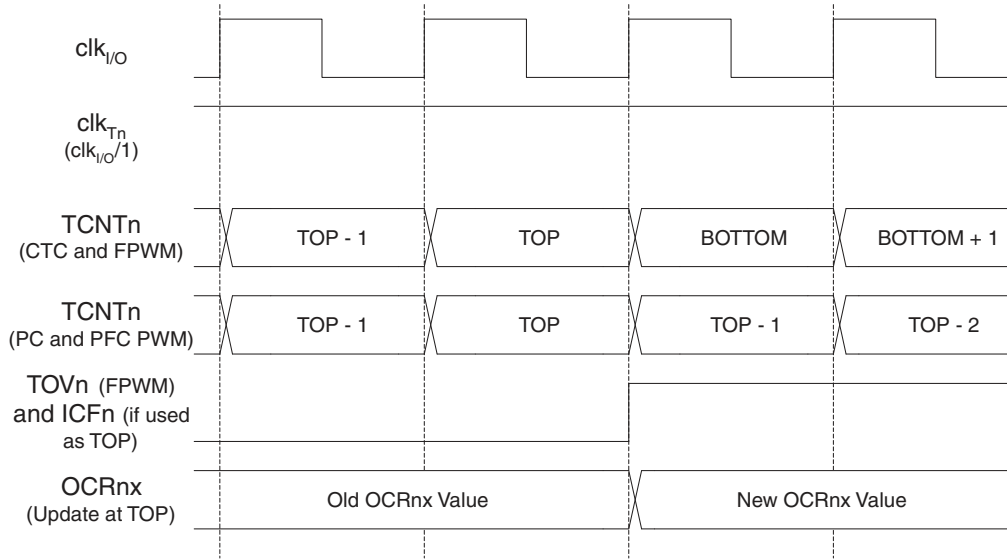 clkI/O
clkTn
(clkI/O/1)
TCNTn
(CTC and FPWM)
TOP - 1
TOP
BOTTOM
BOTTOM + 1
TCNTn
(PC and PFC PWM)
TOP - 1
TOP
TOP - 1
TOP - 2
TOVn (FPWM)
and ICFn (if used
as TOP)
OCRnx
(Update at TOP)
Old OCRnx Value
New OCRnx Value